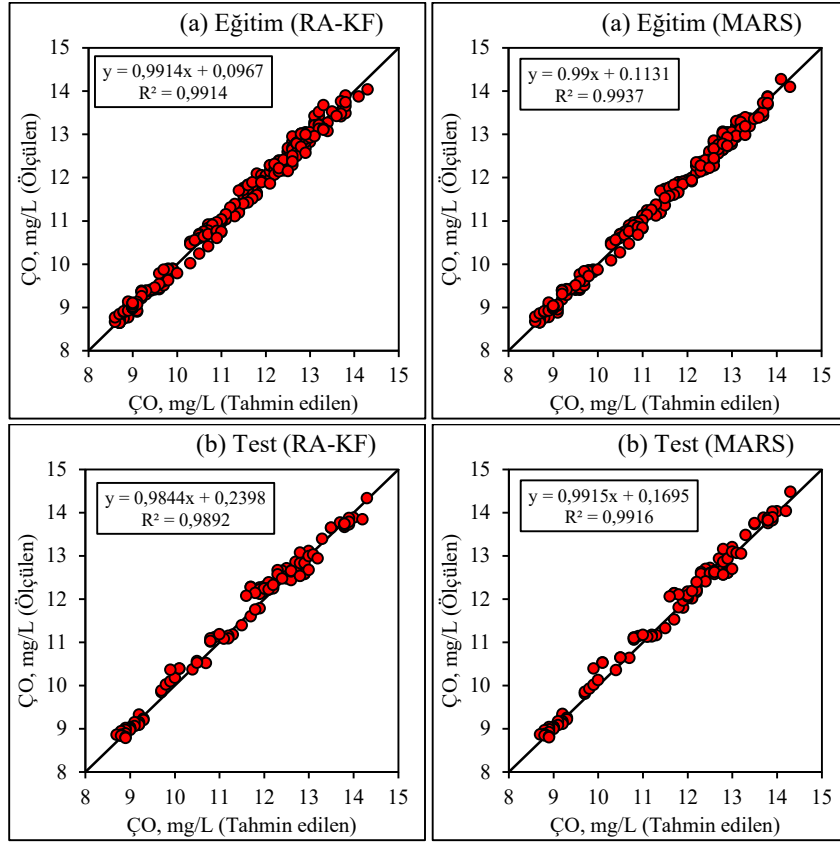 (a) Eğitim (RA-KF)
y = 0,9914x + 0,0967
R² = 0,9914
15
14
13
12
11
10
9
8
8 9 10 11 12 13 14 15
ÇO, mg/L (Ölçülen)
ÇO, mg/L (Tahmin edilen)
(a) Eğitim (MARS)
y = 0.99x + 0.1131
R² = 0.9937
15
14
13
12
11
10
9
8
8 9 10 11 12 13 14 15
ÇO, mg/L (Ölçülen)
ÇO, mg/L (Tahmin edilen)
(b) Test (RA-KF)
y = 0,9844x + 0,2398
R² = 0,9892
15
14
13
12
11
10
9
8
8 9 10 11 12 13 14 15
ÇO, mg/L (Ölçülen)
ÇO, mg/L (Tahmin edilen)
(b) Test (MARS)
y = 0,9915x + 0,1695
R² = 0,9916
15
14
13
12
11
10
9
8
8 9 10 11 12 13 14 15
ÇO, mg/L (Ölçülen)
ÇO, mg/L (Tahmin edilen)